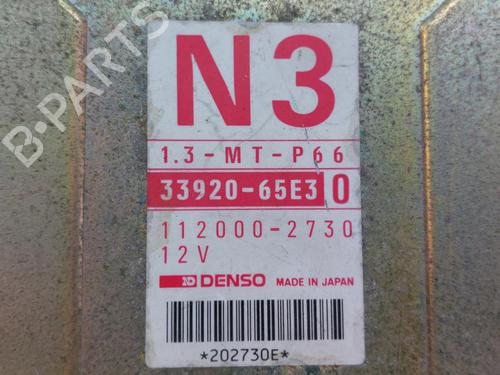 N3
1.3-MT-P66
33920-65E3 0
112000-2730
12V
DENSO MADE IN JAPAN
*202730E*
B-PARTS